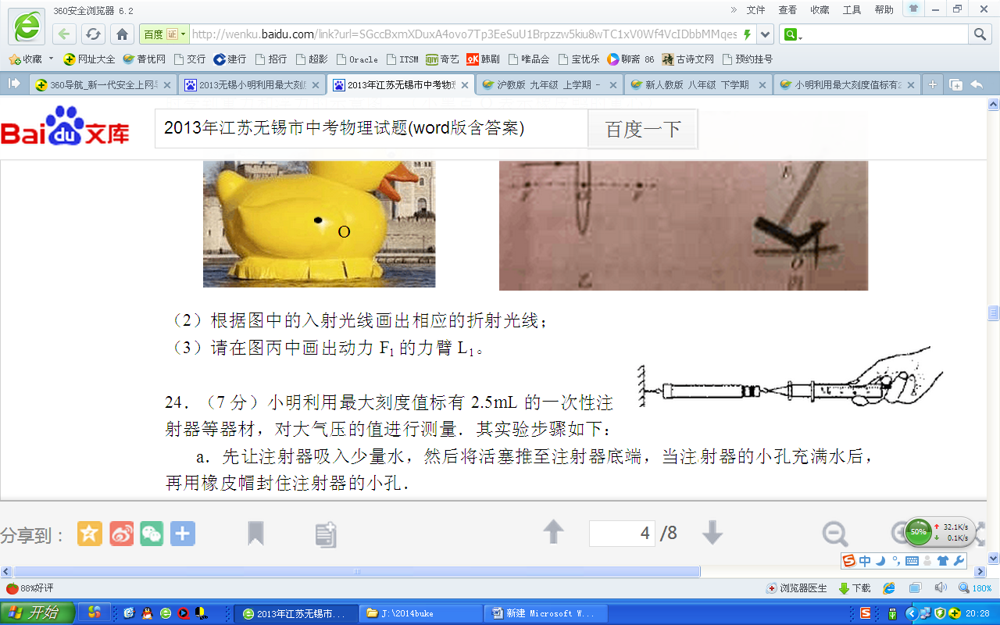 360安全浏览器 6.2
» 文件 查看 收藏 工具 帮助
百度 证 http://wenku.baidu.com/link?url=SGccBxmXDuxA4ovo7Tp3EeSuU1Brpzzw5kiu8wTC1xV0Wf4VcIDbbMMqes
收藏 网址大全 菁优网 交行 建行 招行 超影 Oracle ITSM 奇艺 韩剧 唯品会 宝优乐 聊斋 86 古诗文网 预约挂号
360导航_新一代安全上网导 2013无锡小明利用最大刻度 2013年江苏无锡市中考物理 沪教版 九年级 上学期 - 新人教版 八年级 下学期 小明利用最大刻度值标有2
Bai du 文库 2013年江苏无锡市中考物理试题(word版含答案) 百度一下
O
F F
乙
O
（2）根据图中的入射光线画出相应的折射光线；
（3）请在图丙中画出动力 F1 的力臂 L1。
24．（7 分）小明利用最大刻度值标有 2.5mL 的一次性注
射器等器材，对大气压的值进行测量．其实验步骤如下：
a．先让注射器吸入少量水，然后将活塞推至注射器底端，当注射器的小孔充满水后，
再用橡皮帽封住注射器的小孔．
分享到： 4 /8
50% 32.1K/s
0.1K/s
中
88%好评 浏览器医生 下载 180%
开始 2013年江苏无锡市... J:\2014buke 新建 Microsoft W... 20:28